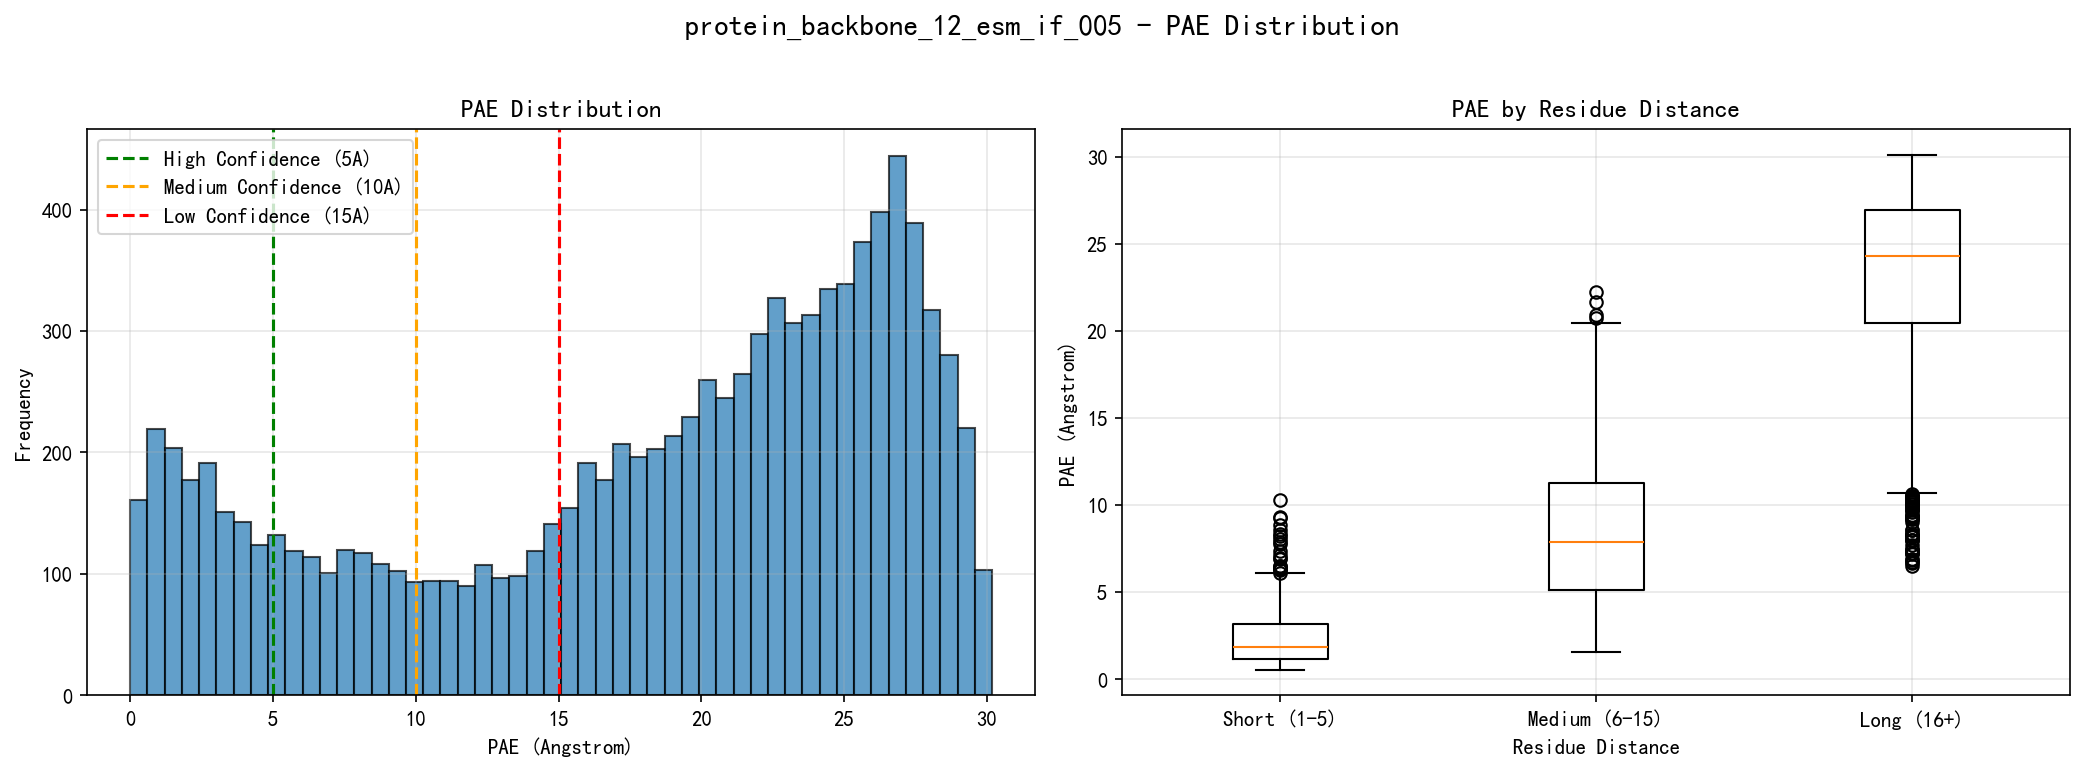 protein_backbone_12_esm_if_005 - PAE Distribution
PAE Distribution
High Confidence (5A)
Medium Confidence (10A)
Low Confidence (15A)
Frequency
400
300
200
100
0
0 5 10 15 20 25 30
PAE (Angstrom)
PAE by Residue Distance
PAE (Angstrom)
30
25
20
15
10
5
0
Short (1-5) Medium (6-15) Long (16+)
Residue Distance